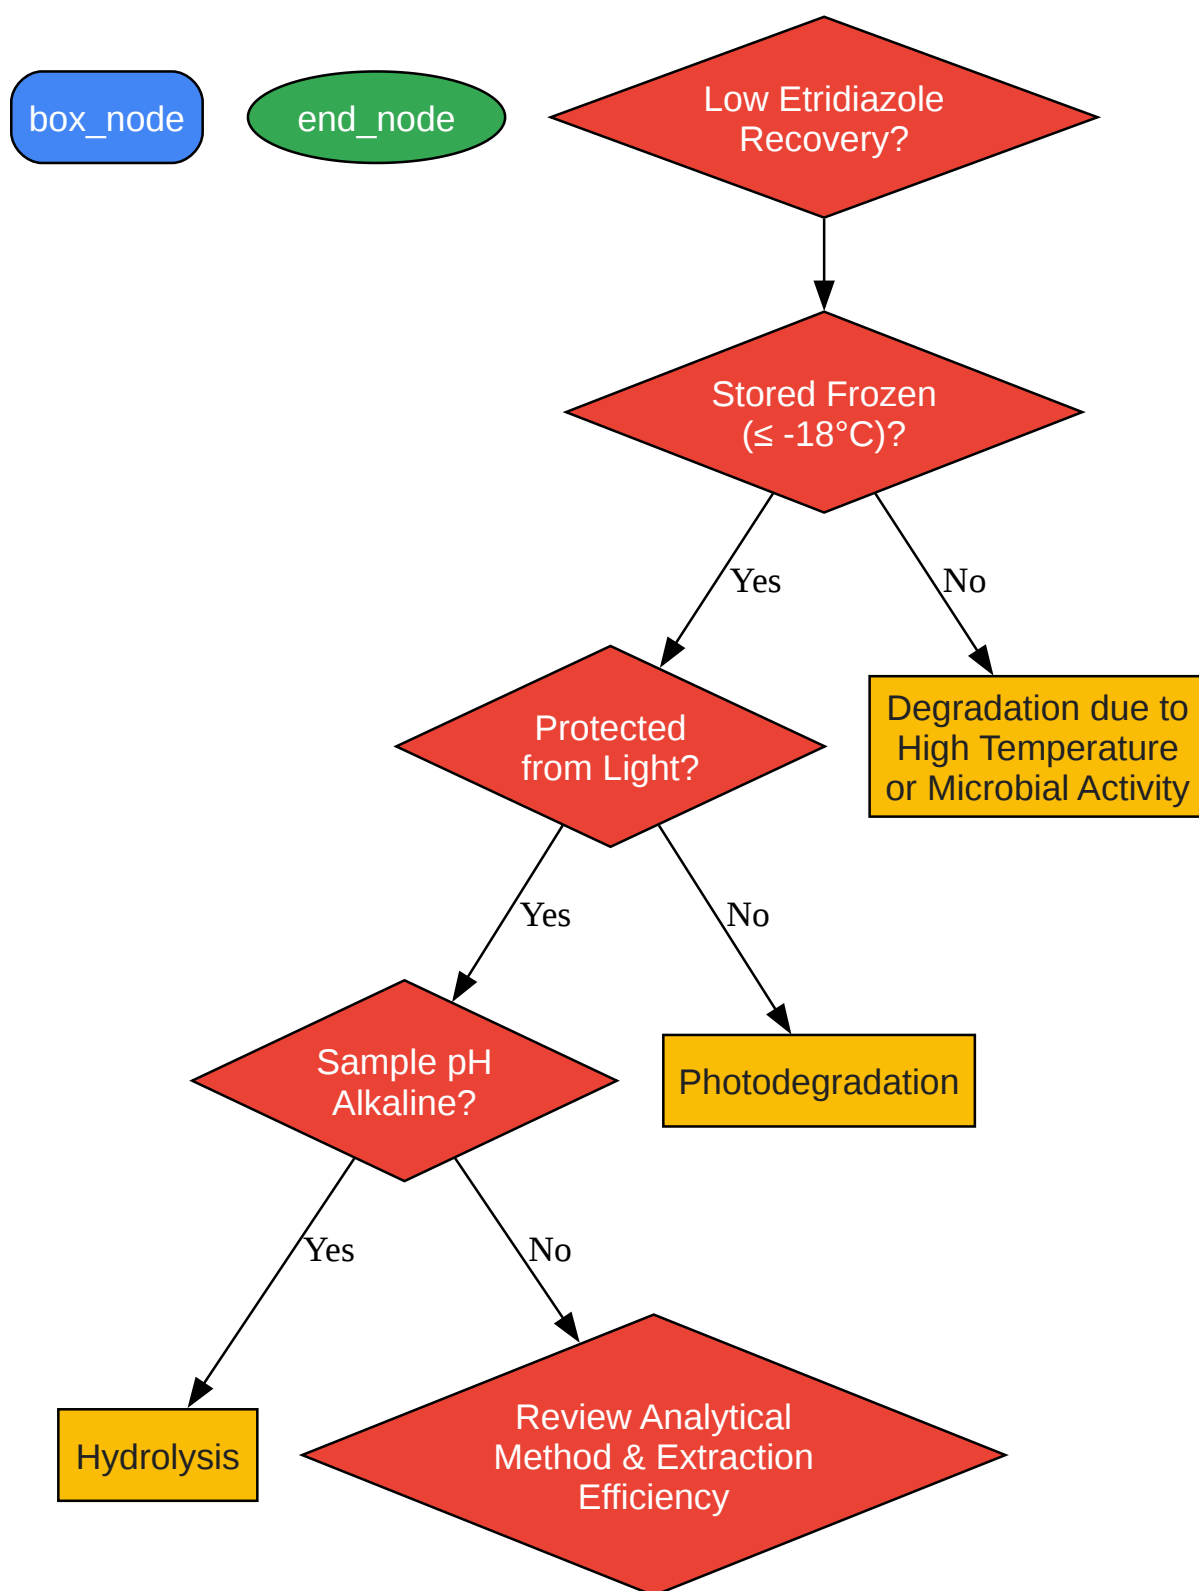 box_node
end_node
Low Etridiazole
Recovery?
Stored Frozen
(≤ -18°C)?
Yes
No
Protected
from Light?
Degradation due to
High Temperature
or Microbial Activity
Yes
No
Sample pH
Alkaline?
Photodegradation
Yes
No
Hydrolysis
Review Analytical
Method & Extraction
Efficiency